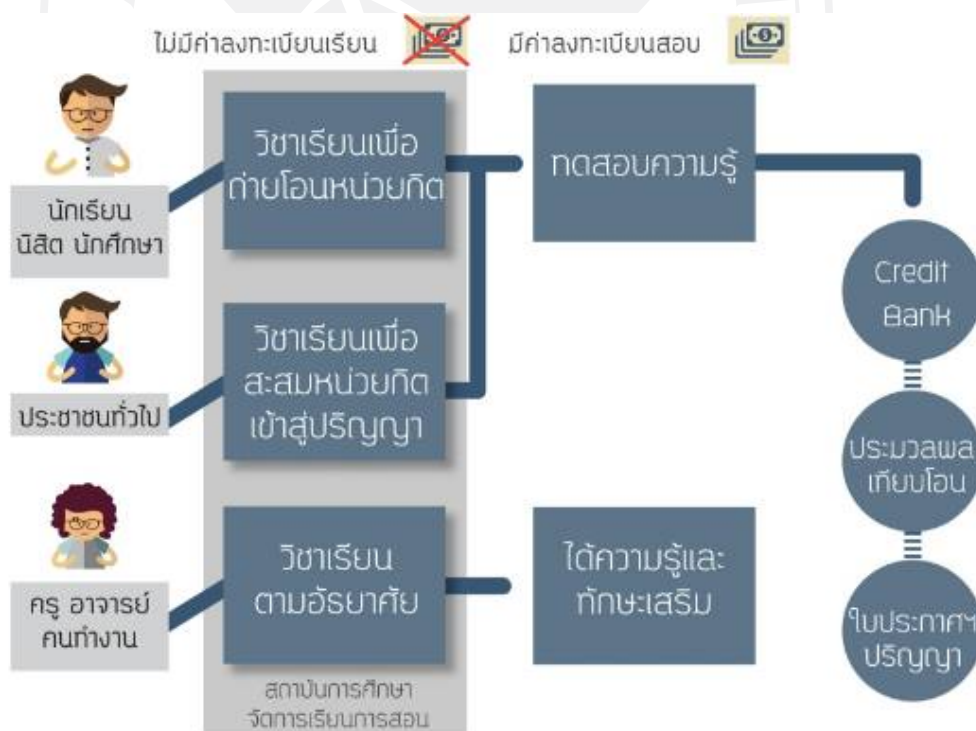 ไม่มีค่าลงทะเบียนเรียน
มีค่าลงทะเบียนสอบ
นักเรียน
นิสิต นักศึกษา
วิชาเรียนเพื่อ
ถ่ายโอนหน่วยกิต
ทดสอบความรู้
Credit
Bank
ประชาชนทั่วไป
วิชาเรียนเพื่อ
สะสมหน่วยกิต
เข้าสู่ปริญญา
ประมวลผล
เทียบโอน
ครู อาจารย์
คนทำงาน
วิชาเรียน
ตามอัธยาศัย
ได้ความรู้และ
ทักษะเสริม
ใบประกาศฯ
ปริญญา
สถาบันการศึกษา
จัดการเรียนการสอน